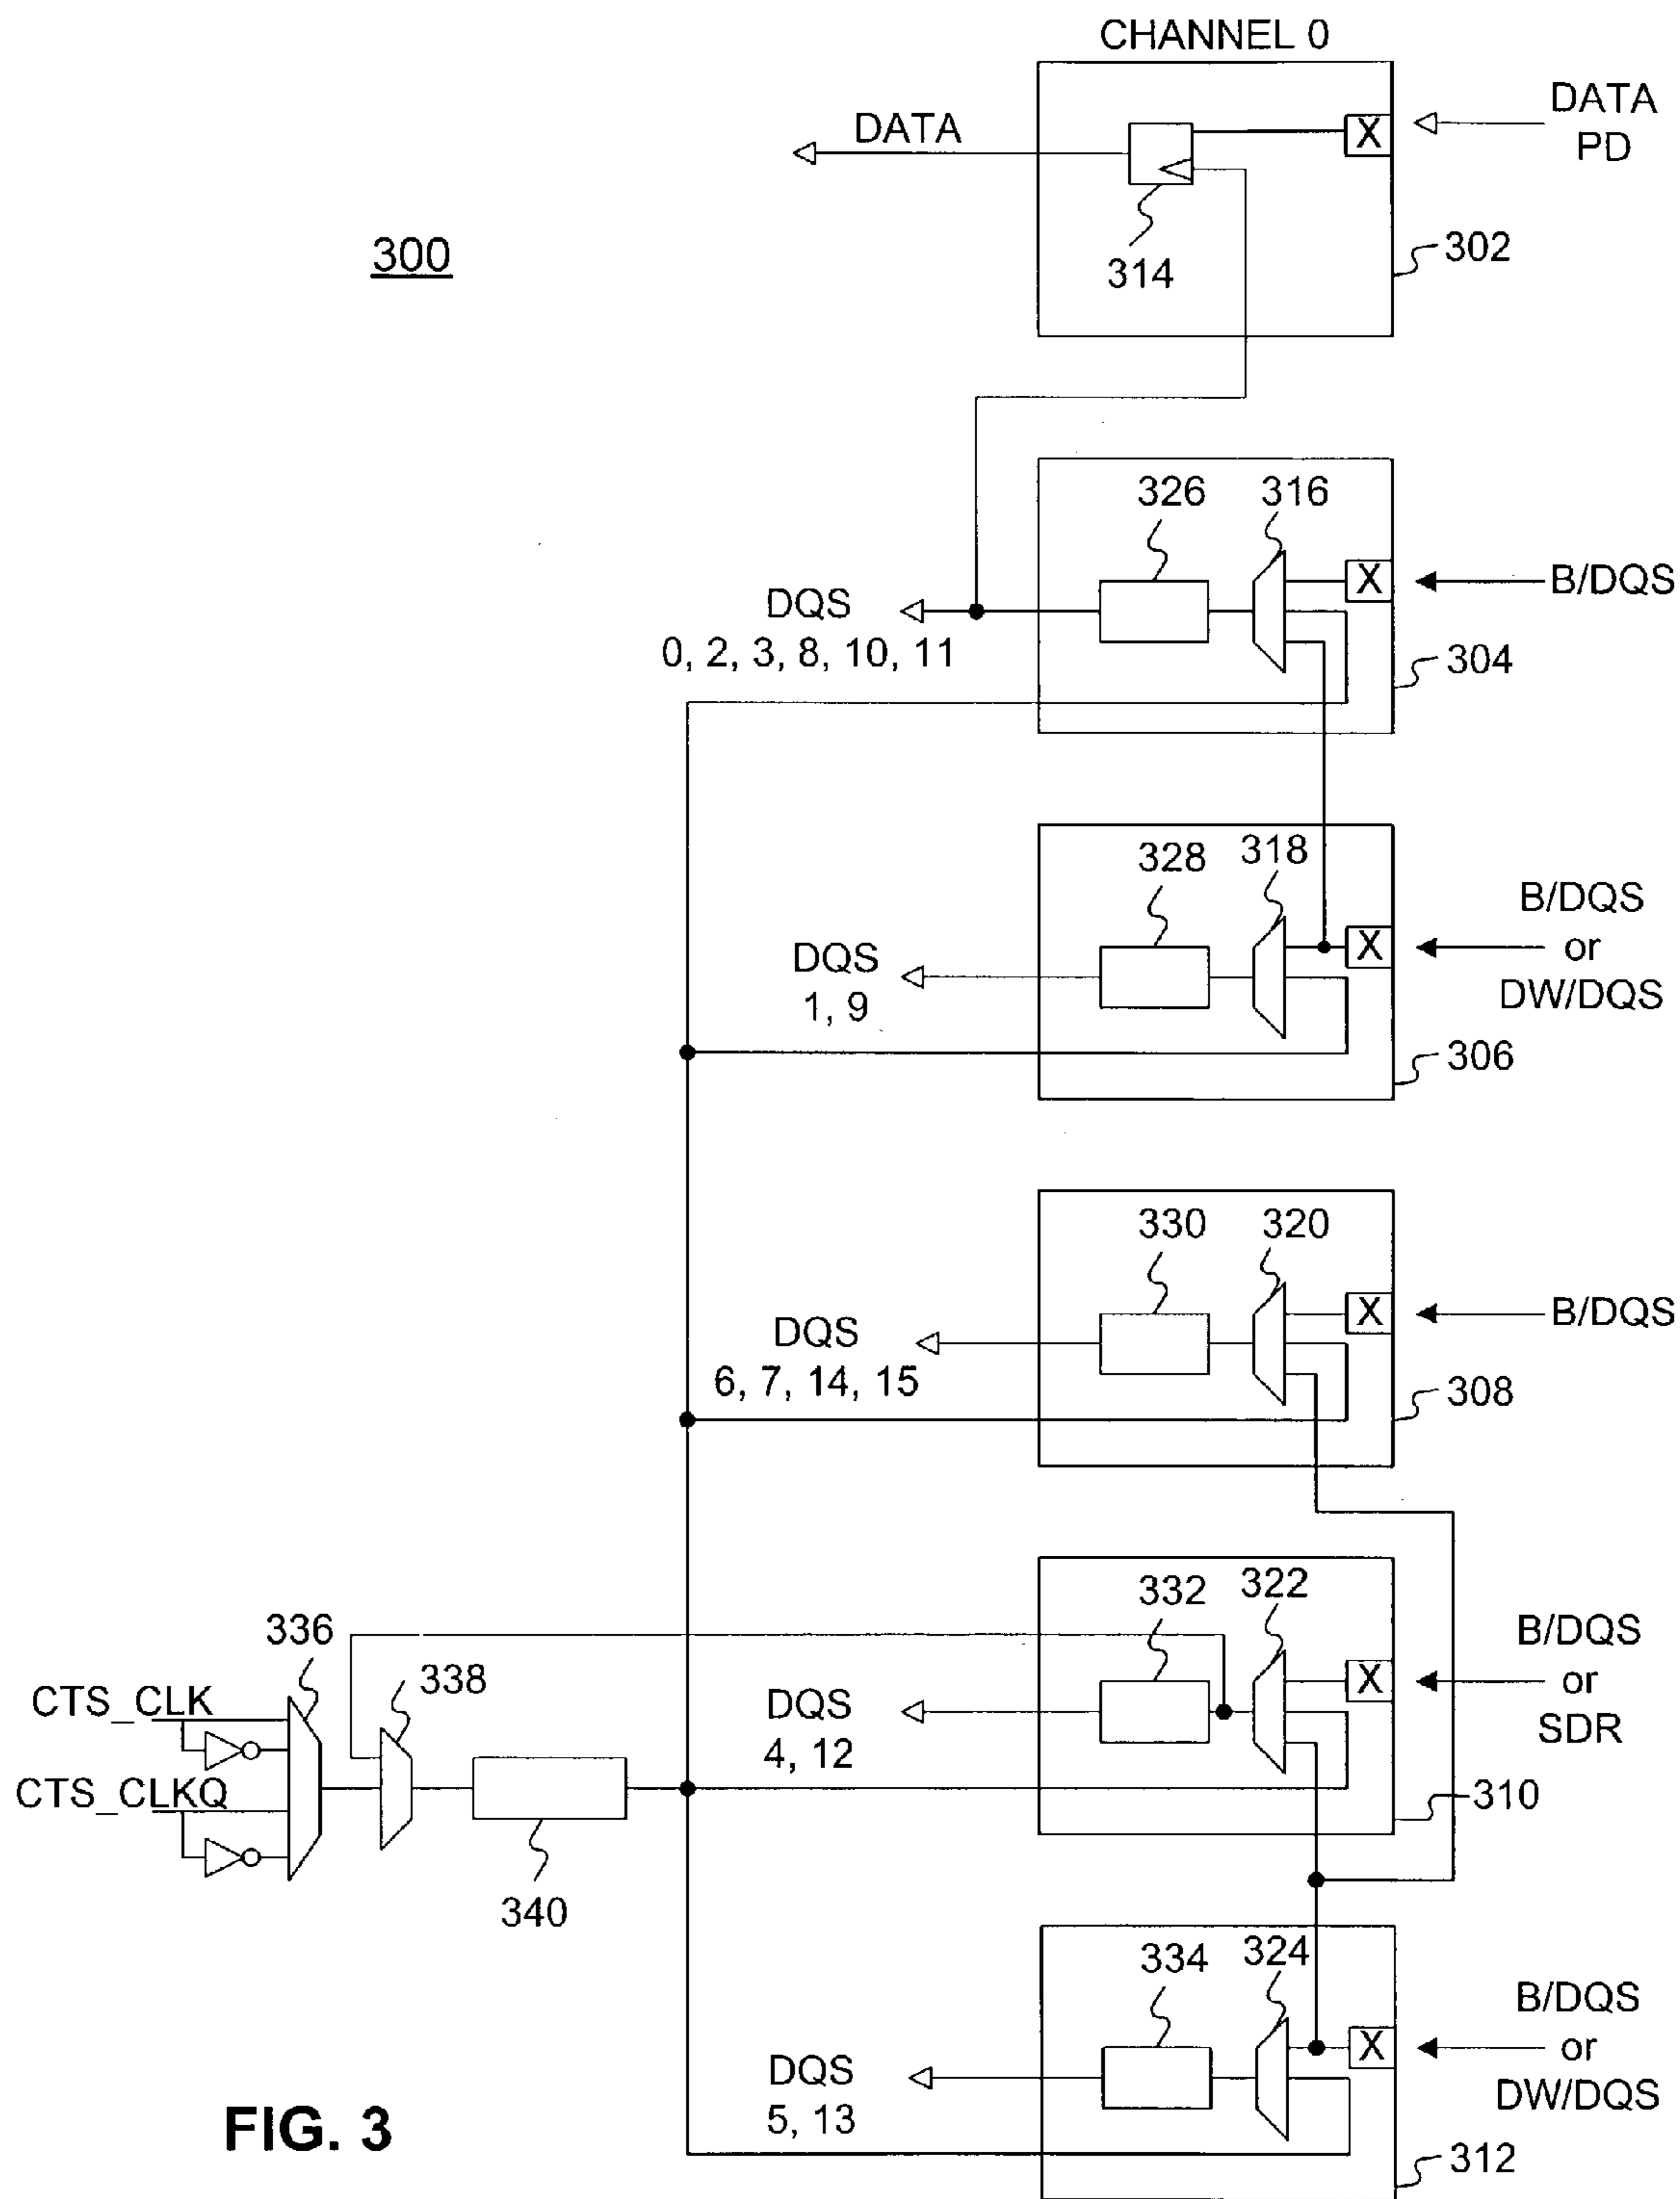 CHANNEL 0
DATA
DATA
PD
X
300
314
302
326
316
X
B/DQS
DQS
0, 2, 3, 8, 10, 11
304
328
318
B/DQS
or
DW/DQS
X
DQS
1, 9
306
330
320
X
B/DQS
DQS
6, 7, 14, 15
308
332
322
B/DQS
or
SDR
X
336
338
CTS_CLK
DQS
4, 12
CTS_CLKQ
310
340
334
324
B/DQS
or
DW/DQS
X
DQS
5, 13
FIG. 3
312